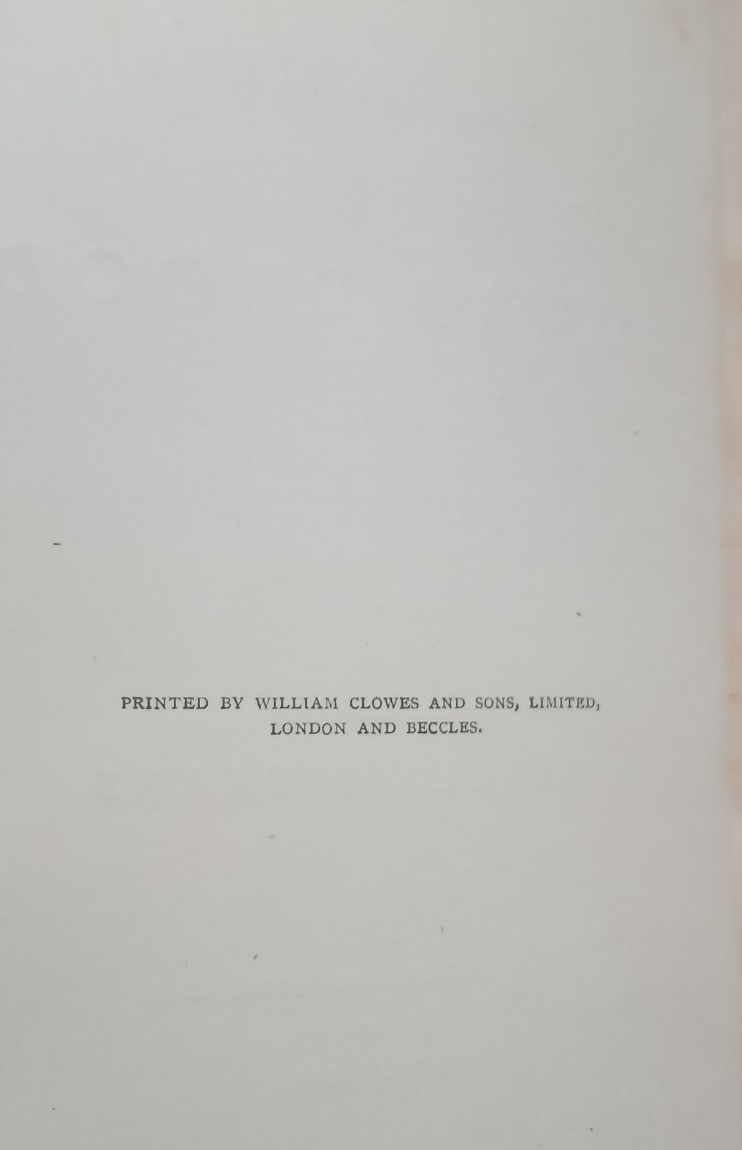 PRINTED BY WILLIAM CLOWES AND SONS, LIMITED,
LONDON AND BECCLES.